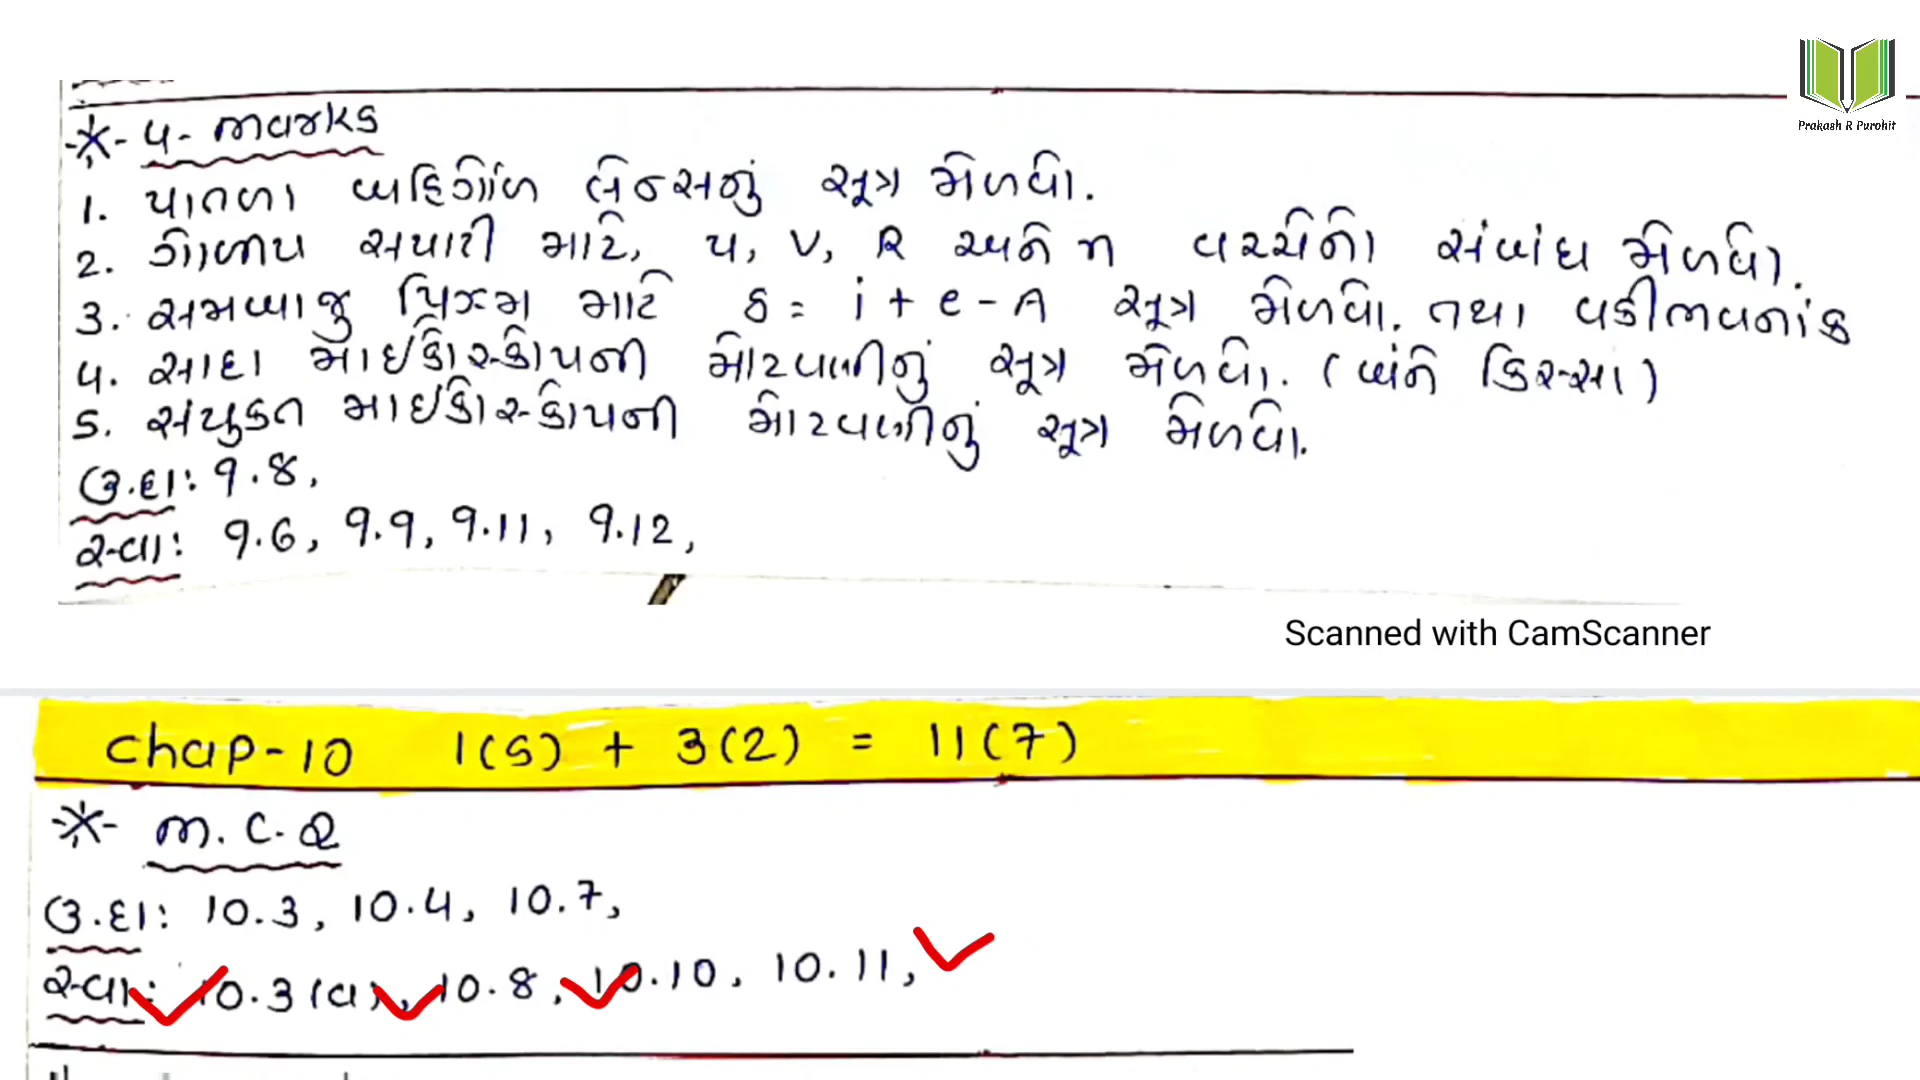 Prakash R Purohit
* 4- marks
1. પાતળા બહિર્ગોળ લેન્સનું સૂત્ર મેળવો.
2. ગોળીય સપાટી માટે, u, v, R અને n વચ્ચેનો સંબંધ મેળવો.
3. સમબાજુ પ્રિઝમ માટે δ = i + e - A સૂત્ર મેળવો. તથા વક્રીભવનાંક
4. સાદા માઈક્રોસ્કોપની મોટવણીનું સૂત્ર મેળવો. (બંને કિસ્સા)
5. સંયુક્ત માઈક્રોસ્કોપની મોટવણીનું સૂત્ર મેળવો.
ઉ.દા: 9.8,
સ્વા: 9.6, 9.9, 9.11, 9.12,
Scanned with CamScanner
Chap-10 1(5) + 3(2) = 11(7)
* M.C.Q
ઉ.દા: 10.3, 10.4, 10.7,
સ્વા: 10.3(a), 10.8, 10.10, 10.11,